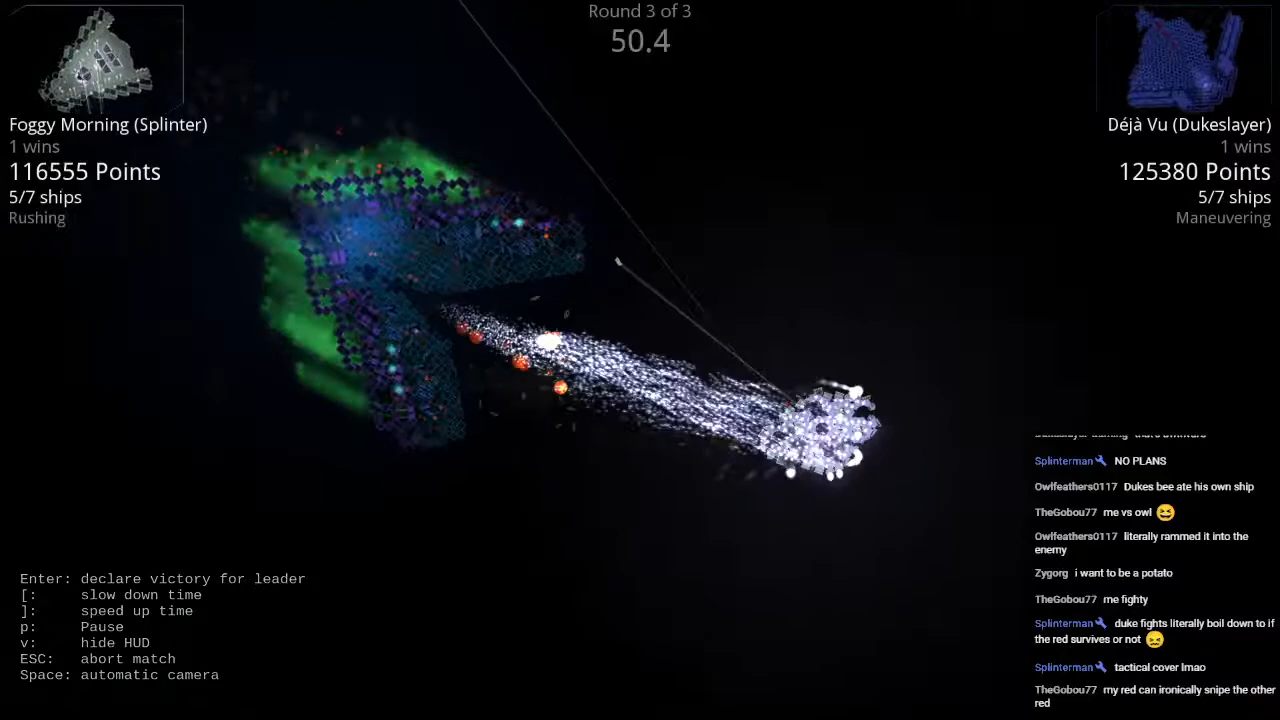 Round 3 of 3
50.4
Foggy Morning (Splinter)
1 wins
116555 Points
5/7 ships
Rushing
Déjà Vu (Dukeslayer)
1 wins
125380 Points
5/7 ships
Maneuvering
Splinterman NO PLANS
Owlfeathers0117 Dukes bee ate his own ship
TheGobou77 me vs owl 😆
Owlfeathers0117 literally rammed it into the
enemy
Zygorg i want to be a potato
TheGobou77 me fighty
Splinterman duke fights literally boil down to if
the red survives or not 😖
Splinterman tactical cover lmao
TheGobou77 my red can ironically snipe the other
red
Enter: declare victory for leader
[: slow down time
]: speed up time
p: Pause
v: hide HUD
ESC: abort match
Space: automatic camera